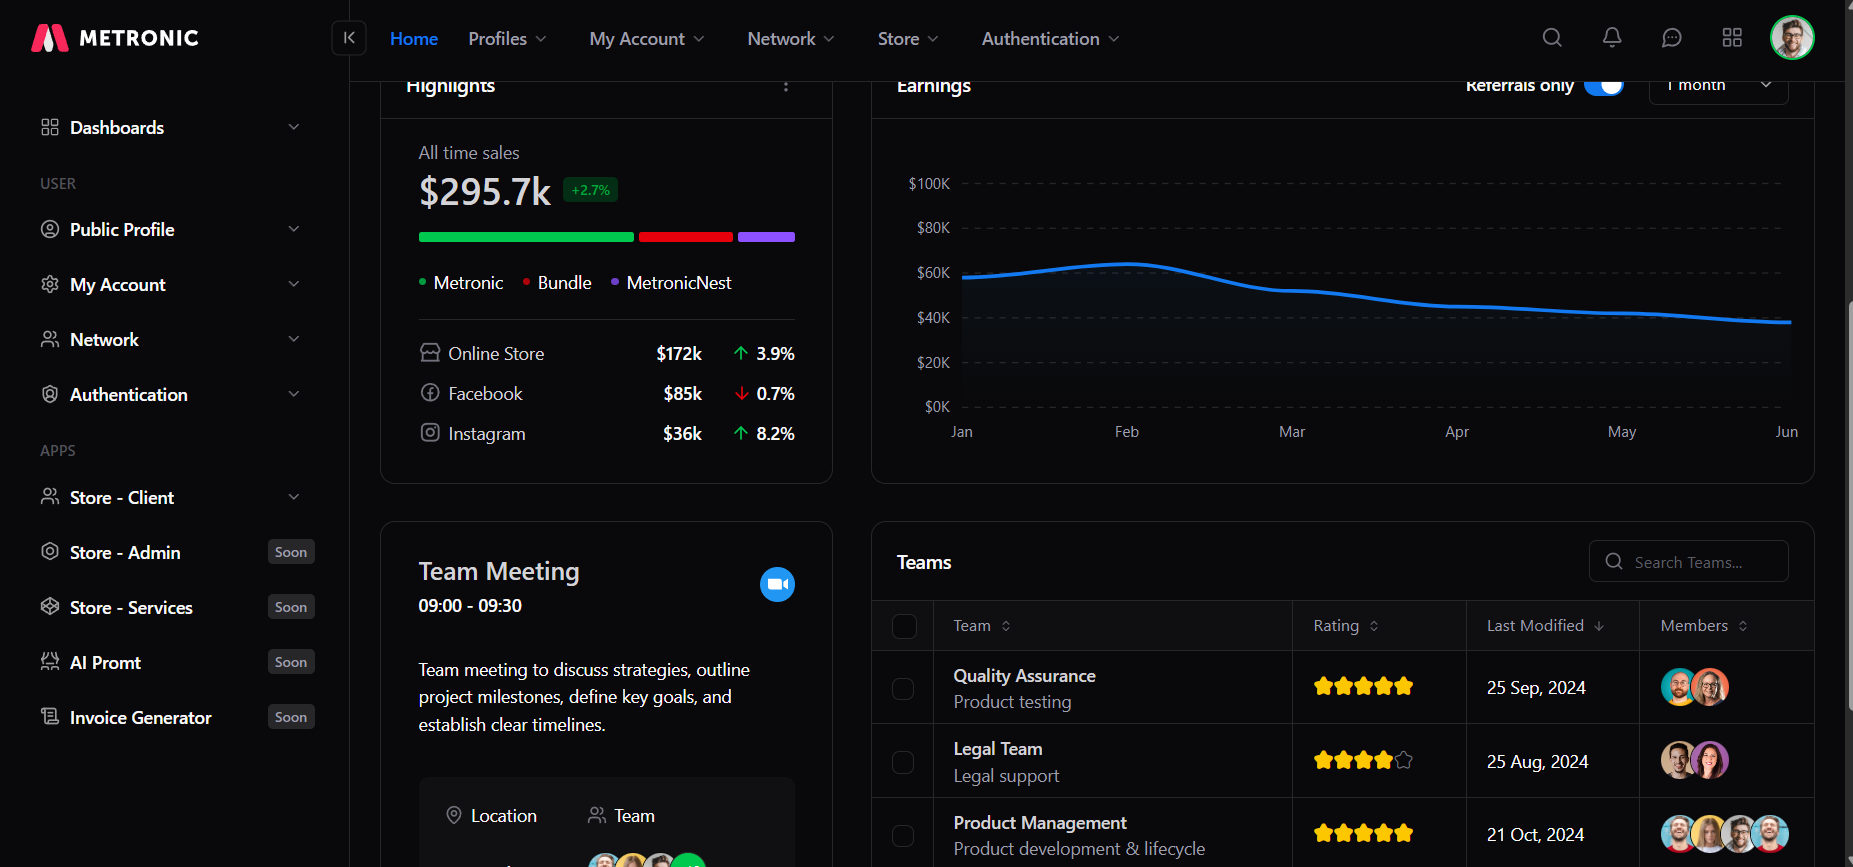 METRONIC
Home
Profiles
My Account
Network
Store
Authentication
Dashboards
USER
Public Profile
My Account
Network
Authentication
APPS
Store - Client
Store - Admin
Soon
Store - Services
Soon
AI Promt
Soon
Invoice Generator
Soon
Highlights
All time sales
$295.7k
+2.7%
Metronic
Bundle
MetronicNest
Online Store $172k 3.9%
Facebook $85k 0.7%
Instagram $36k 8.2%
Earnings
Referrals only
1 month
$100K
$80K
$60K
$40K
$20K
$0K
Jan Feb Mar Apr May Jun
Team Meeting
09:00 - 09:30
Team meeting to discuss strategies, outline
project milestones, define key goals, and
establish clear timelines.
Location
Team
Teams
Search Teams...
Team Rating Last Modified Members
Quality Assurance
Product testing
25 Sep, 2024
Legal Team
Legal support
25 Aug, 2024
Product Management
Product development & lifecycle
21 Oct, 2024